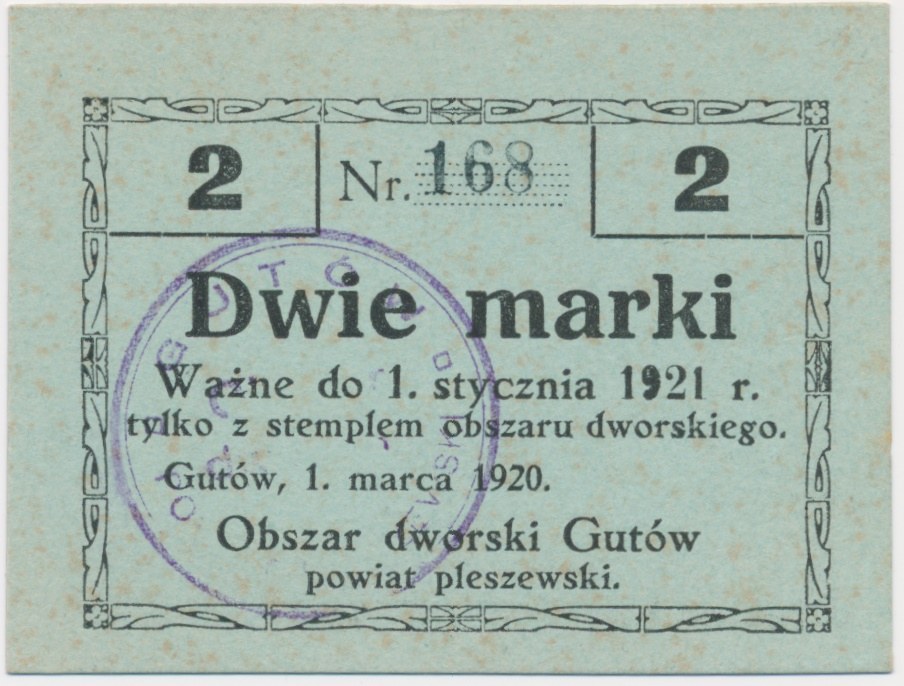 2 Nr. 168 2
Dwie marki
Ważne do 1. stycznia 1921 r.
tylko z stemplem obszaru dworskiego.
Gutów, 1. marca 1920.
Obszar dworski Gutów
powiat pleszewski.
GUTÓW